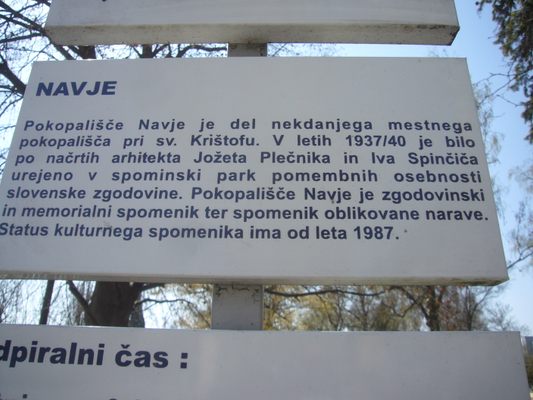 NAVJE
Pokopališče Navje je del nekdanjega mestnega
pokopališča pri sv. Krištofu. V letih 1937/40 je bilo
po načrtih arhitekta Jožeta Plečnika in Iva Spinčiča
urejeno v spominski park pomembnih osebnosti
slovenske zgodovine. Pokopališče Navje je zgodovinski
in memorialni spomenik ter spomenik oblikovane narave.
Status kulturnega spomenika ima od leta 1987.
dpiralni čas :